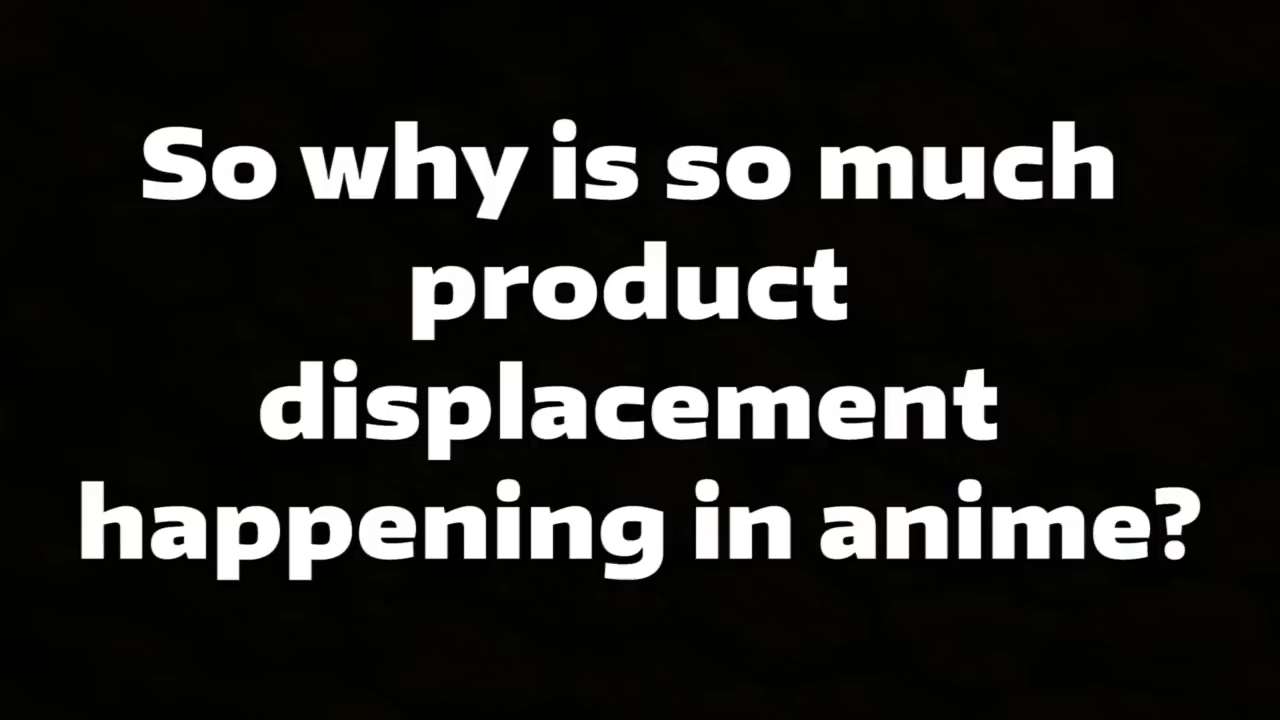 So why is so much
product
displacement
happening in anime?